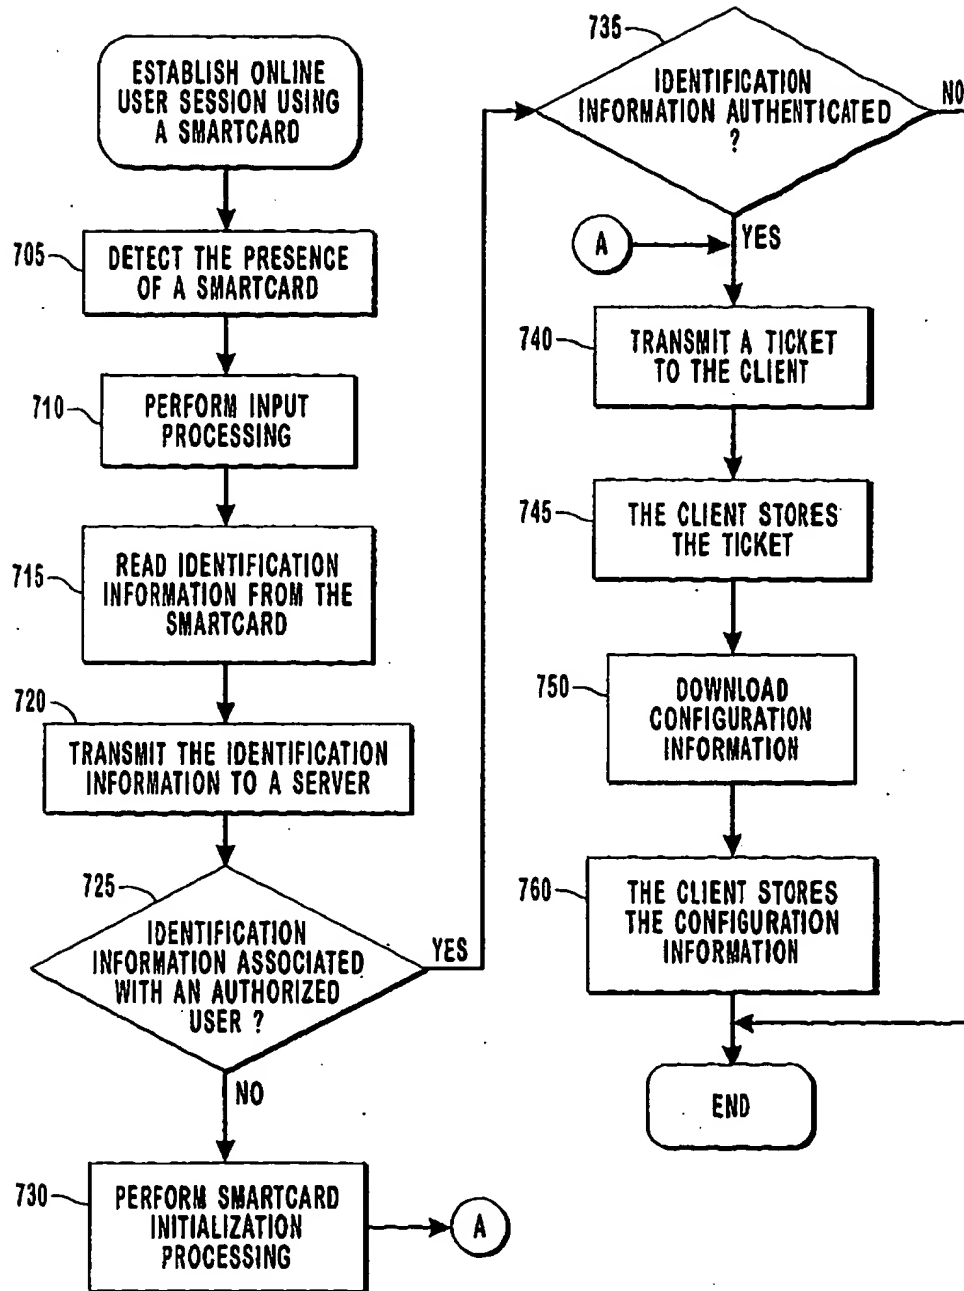 ESTABLISH ONLINE
USER SESSION USING
A SMARTCARD
705
DETECT THE PRESENCE
OF A SMARTCARD
710
PERFORM INPUT
PROCESSING
715
READ IDENTIFICATION
INFORMATION FROM THE
SMARTCARD
720
TRANSMIT THE IDENTIFICATION
INFORMATION TO A SERVER
725
IDENTIFICATION
INFORMATION ASSOCIATED
WITH AN AUTHORIZED
USER ?
YES
NO
730
PERFORM SMARTCARD
INITIALIZATION
PROCESSING
A
735
IDENTIFICATION
INFORMATION AUTHENTICATED
?
NO
A
YES
740
TRANSMIT A TICKET
TO THE CLIENT
745
THE CLIENT STORES
THE TICKET
750
DOWNLOAD
CONFIGURATION
INFORMATION
760
THE CLIENT STORES
THE CONFIGURATION
INFORMATION
END